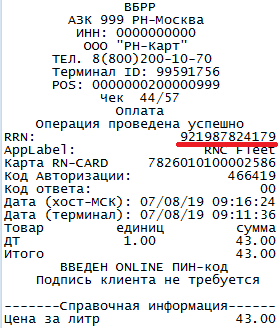 ВБРР
АЗК 999 РН-Москва
ИНН: 0000000000
ООО "РН-Карт"
ТЕЛ. 8(800)200-10-70
Терминал ID: 99591756
POS: 0000000200000999
Чек 44/57
Оплата
Операция проведена успешно
RRN: 921987824179
AppLabel: RNC Fleet
Карта RN-CARD 7826010100002586
Код Авторизации: 466419
Код ответа: 00
Дата (хост-МСК): 07/08/19 09:16:24
Дата (терминал): 07/08/19 09:11:36
Товар единиц сумма
ДТ 1.00 43.00
Итого 43.00
ВВЕДЕН ONLINE ПИН-код
Подпись клиента не требуется
-------Справочная информация------
Цена за литр 43.00